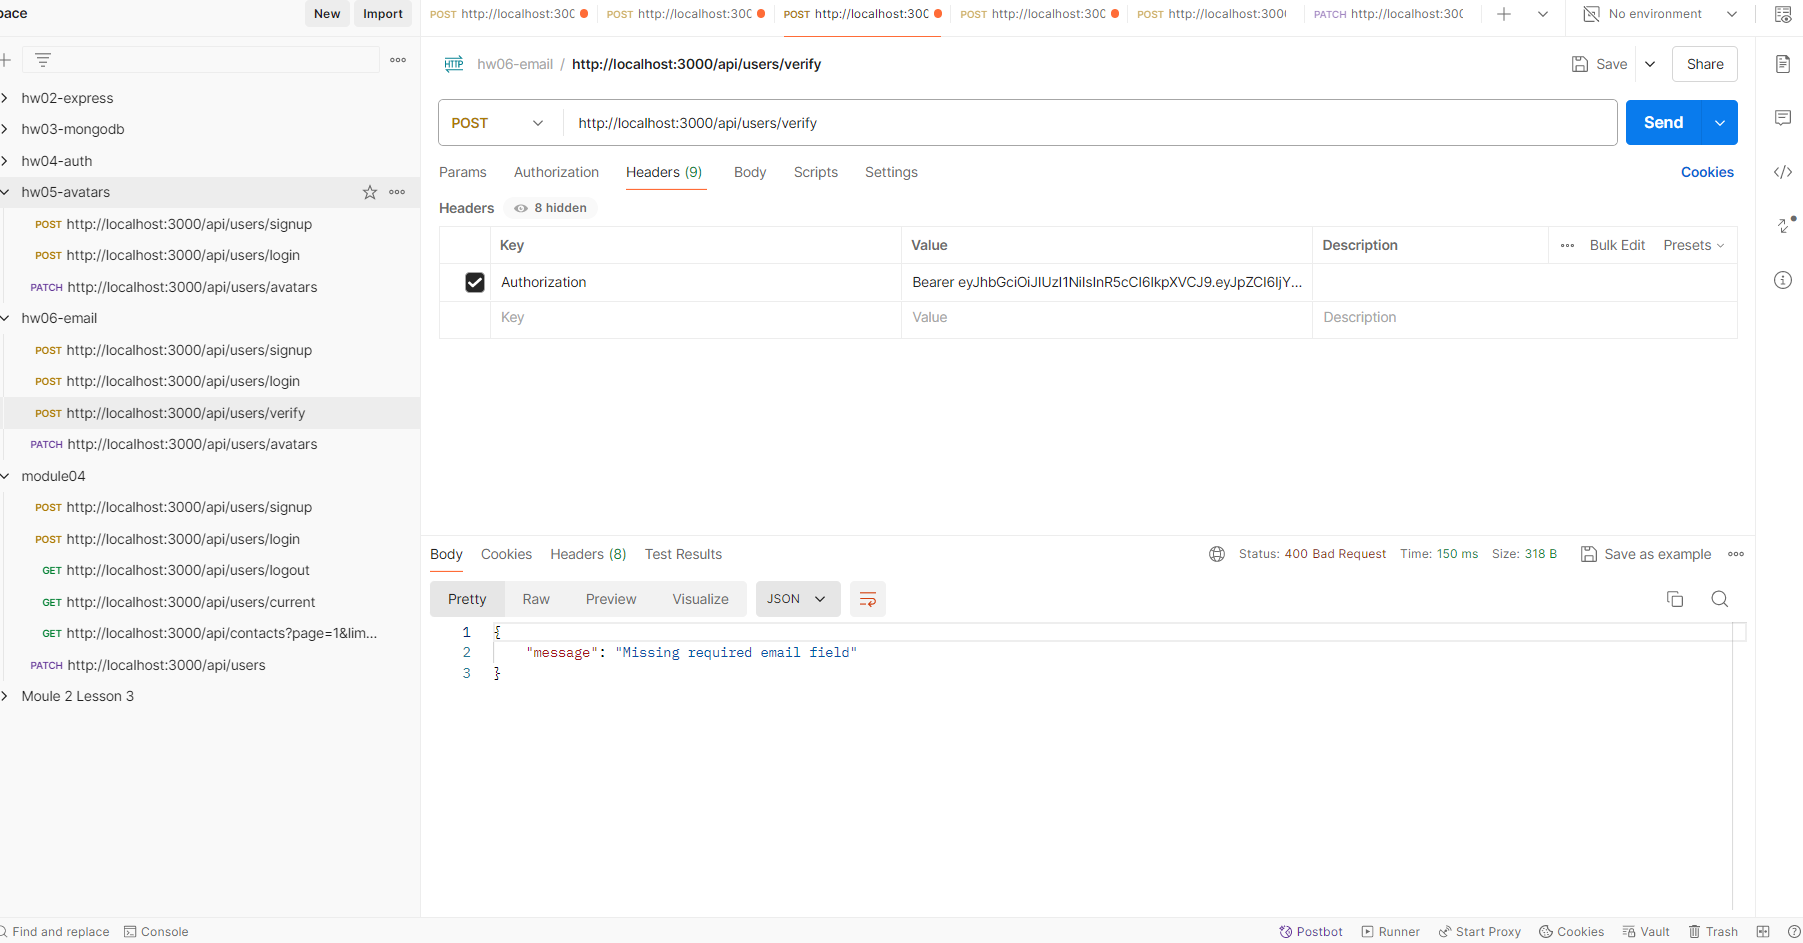 pace
New
Import
POST http://localhost:300
POST http://localhost:300
POST http://localhost:300
POST http://localhost:300
POST http://localhost:300
PATCH http://localhost:300
No environment
hw06-email / http://localhost:3000/api/users/verify
Save
Share
POST
http://localhost:3000/api/users/verify
Send
Params
Authorization
Headers (9)
Body
Scripts
Settings
Cookies
Headers
8 hidden
Key
Value
Description
Bulk Edit
Presets
Authorization
Bearer eyJhbGciOiJIUzI1NiIsInR5cCI6IkpXVCJ9.eyJpZCI6IjY...
Key
Value
Description
hw02-express
hw03-mongodb
hw04-auth
hw05-avatars
POST http://localhost:3000/api/users/signup
POST http://localhost:3000/api/users/login
PATCH http://localhost:3000/api/users/avatars
hw06-email
POST http://localhost:3000/api/users/signup
POST http://localhost:3000/api/users/login
POST http://localhost:3000/api/users/verify
PATCH http://localhost:3000/api/users/avatars
module04
POST http://localhost:3000/api/users/signup
POST http://localhost:3000/api/users/login
GET http://localhost:3000/api/users/logout
GET http://localhost:3000/api/users/current
GET http://localhost:3000/api/contacts?page=1&lim...
PATCH http://localhost:3000/api/users
Moule 2 Lesson 3
Body
Cookies
Headers (8)
Test Results
Status: 400 Bad Request
Time: 150 ms
Size: 318 B
Save as example
Pretty
Raw
Preview
Visualize
JSON
1 {
2 "message": "Missing required email field"
3 }
Find and replace
Console
Postbot
Runner
Start Proxy
Cookies
Vault
Trash